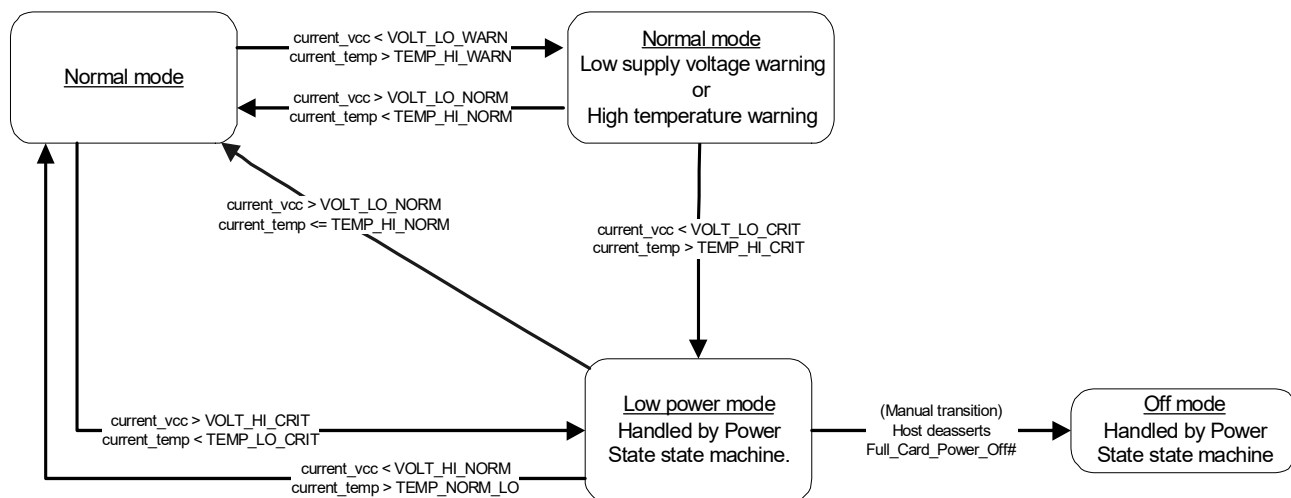 Normal mode
current_vcc < VOLT_LO_WARN
current_temp > TEMP_HI_WARN
current_vcc > VOLT_LO_NORM
current_temp < TEMP_HI_NORM
Normal mode
Low supply voltage warning
or
High temperature warning
current_vcc > VOLT_LO_NORM
current_temp <= TEMP_HI_NORM
current_vcc < VOLT_LO_CRIT
current_temp > TEMP_HI_CRIT
current_vcc > VOLT_HI_CRIT
current_temp < TEMP_LO_CRIT
current_vcc < VOLT_HI_NORM
current_temp > TEMP_NORM_LO
Low power mode
Handled by Power
State state machine.
(Manual transition)
Host deasserts
Full_Card_Power_Off#
Off mode
Handled by Power
State state machine